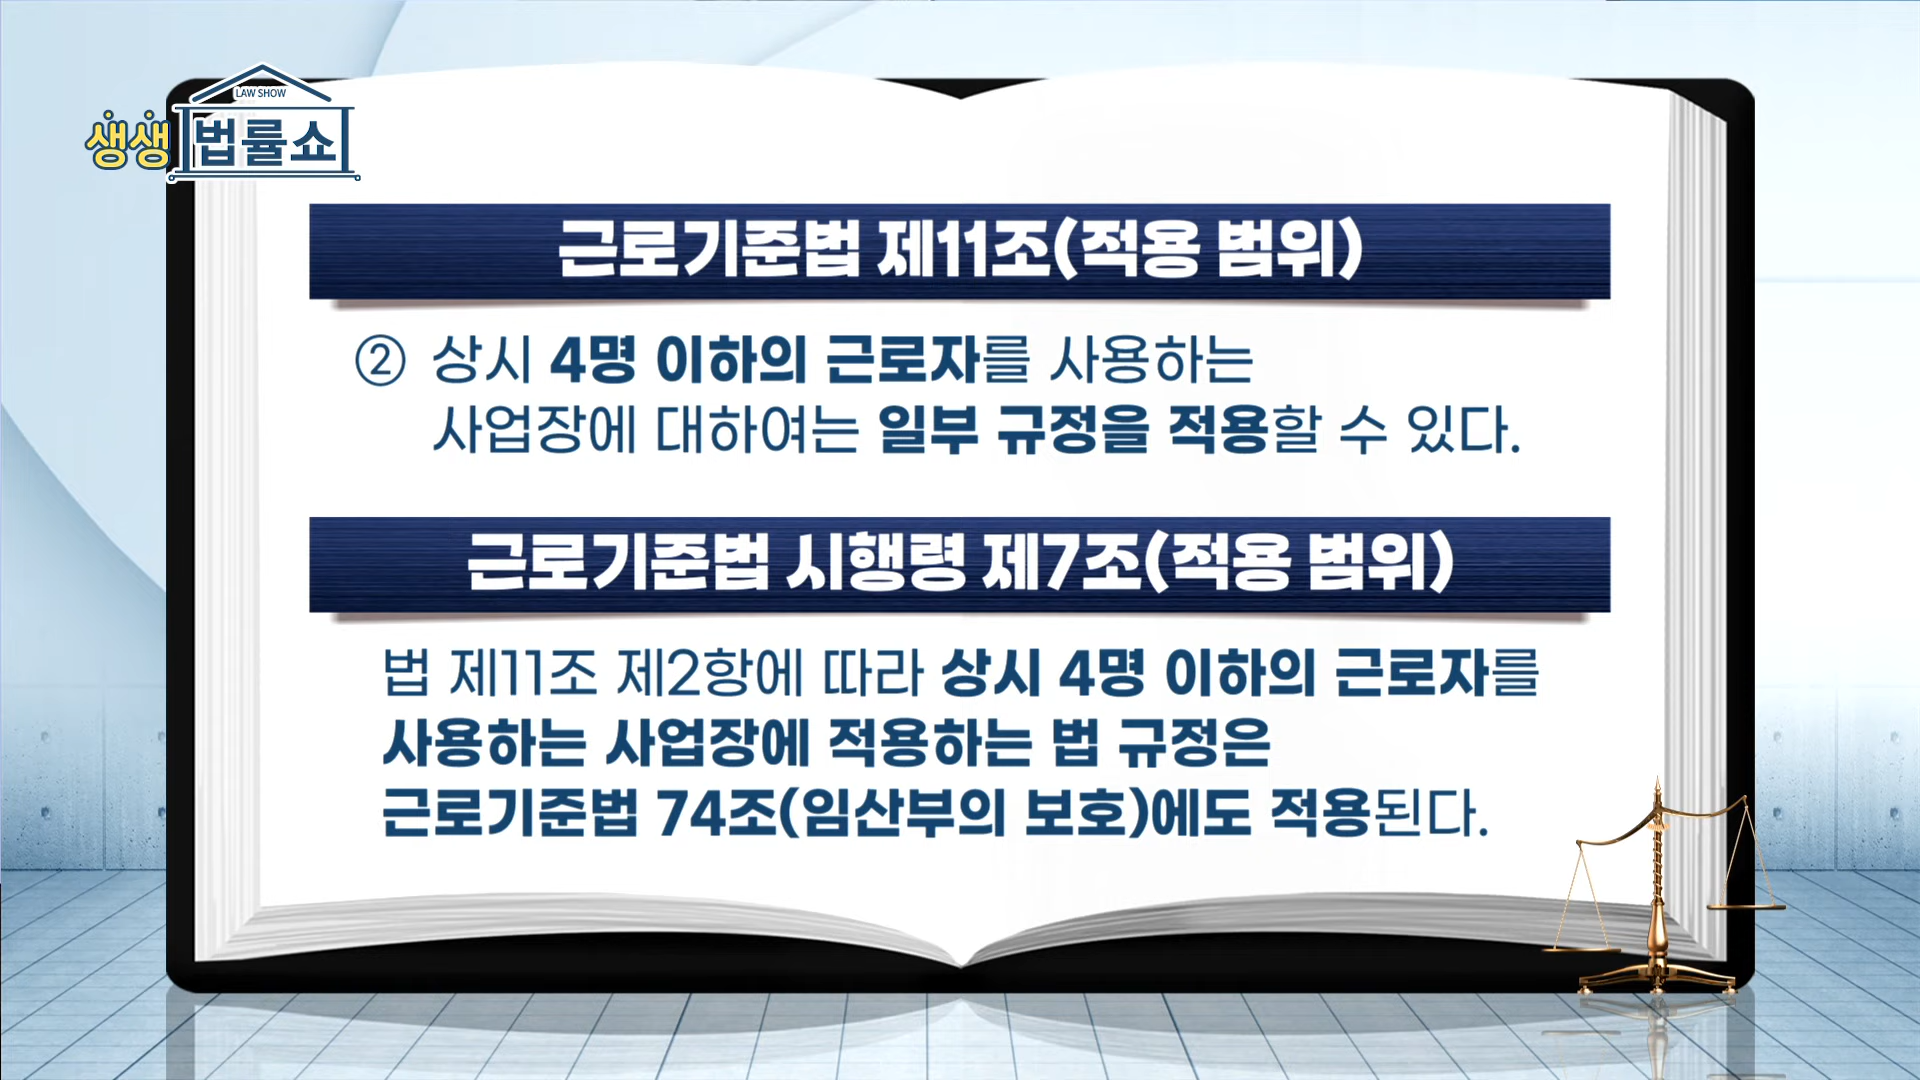 LAW SHOW
생생 법률쇼
근로기준법 제11조(적용 범위)
② 상시 4명 이하의 근로자를 사용하는
사업장에 대하여는 일부 규정을 적용할 수 있다.
근로기준법 시행령 제7조(적용 범위)
법 제11조 제2항에 따라 상시 4명 이하의 근로자를
사용하는 사업장에 적용하는 법 규정은
근로기준법 74조(임산부의 보호)에도 적용된다.